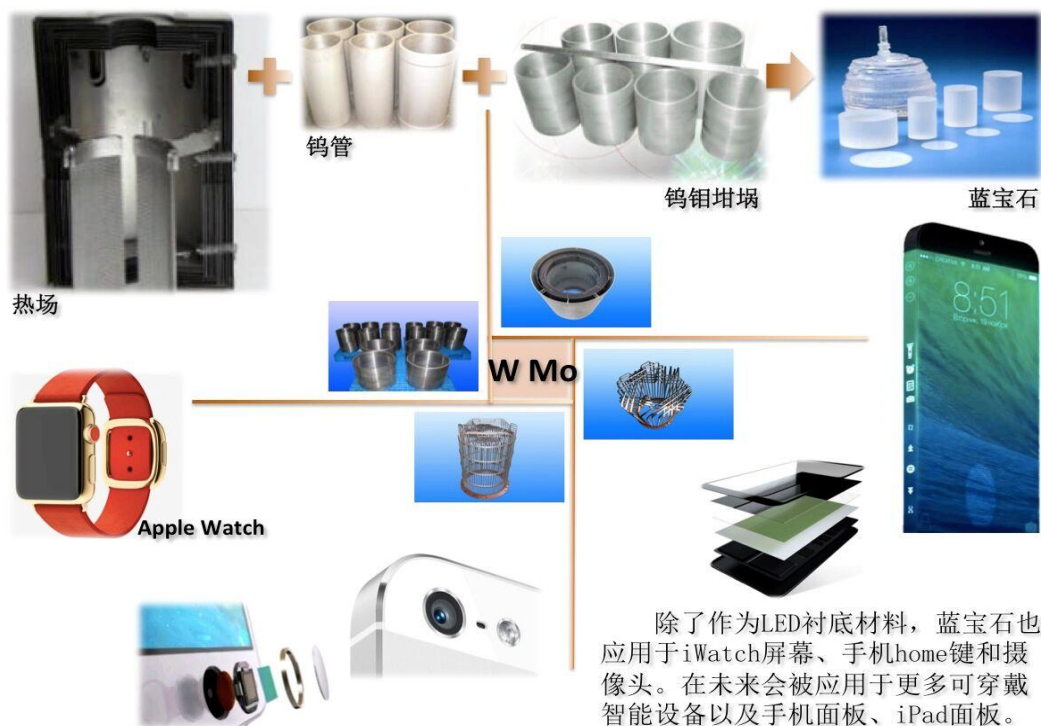 钨管
钨钼坩埚
蓝宝石
热场
8:51
W Mo
Apple Watch
除了作为LED衬底材料，蓝宝石也
应用于iWatch屏幕、手机home键和摄
像头。在未来会被应用于更多可穿戴
智能设备以及手机面板、iPad面板。